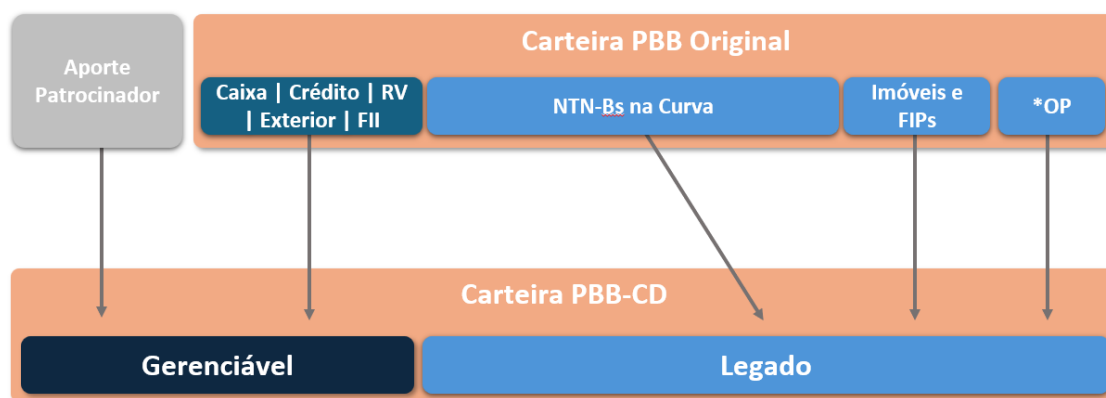 Aporte
Patrocinador
Carteira PBB Original
Caixa | Crédito | RV
| Exterior | FII
NTN-Bs na Curva
Imóveis e
FIPs
*OP
Carteira PBB-CD
Gerenciável
Legado